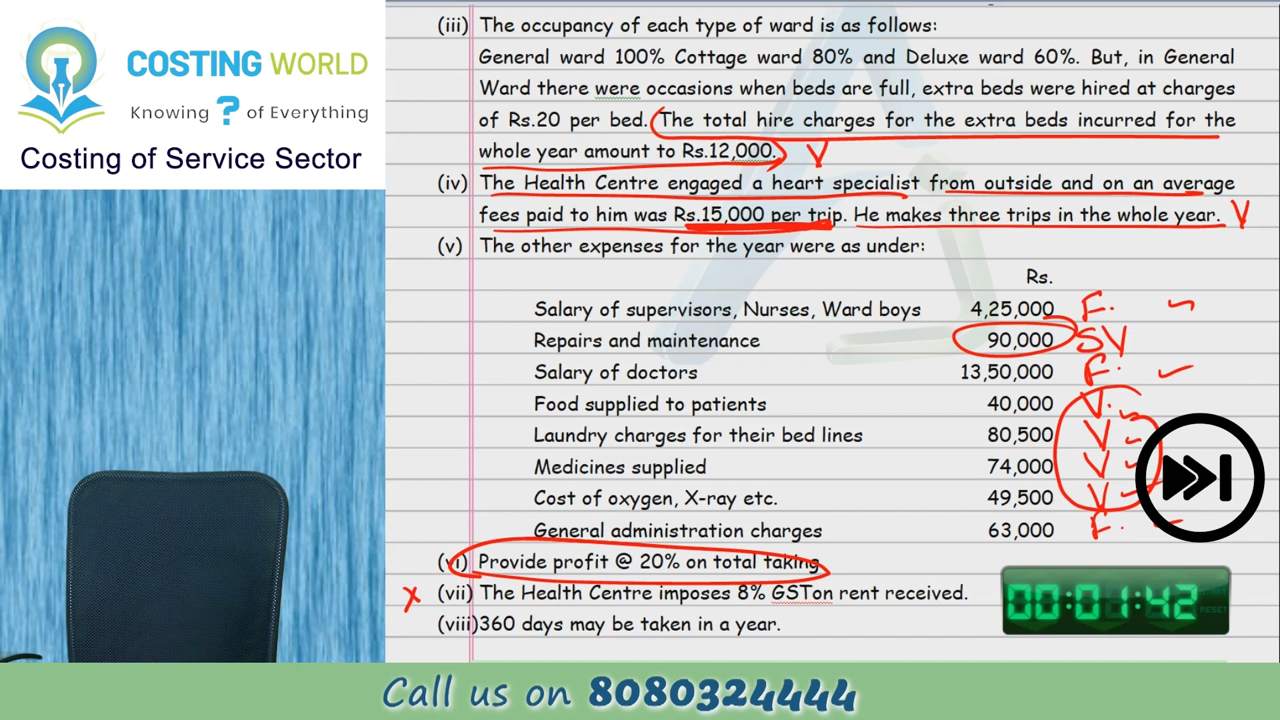 COSTING WORLD
Knowing ? of Everything
Costing of Service Sector
(iii) The occupancy of each type of ward is as follows:
General ward 100% Cottage ward 80% and Deluxe ward 60%. But, in General
Ward there were occasions when beds are full, extra beds were hired at charges
of Rs.20 per bed. The total hire charges for the extra beds incurred for the
whole year amount to Rs.12,000. V
(iv) The Health Centre engaged a heart specialist from outside and on an average
fees paid to him was Rs.15,000 per trip. He makes three trips in the whole year. V
(v) The other expenses for the year were as under:
Rs.
Salary of supervisors, Nurses, Ward boys 4,25,000 F.
Repairs and maintenance 90,000 SV
Salary of doctors 13,50,000 F.
Food supplied to patients 40,000 V.
Laundry charges for their bed lines 80,500 V
Medicines supplied 74,000 V
Cost of oxygen, X-ray etc. 49,500 V
General administration charges 63,000 F.
(vi) Provide profit @ 20% on total taking
(vii) The Health Centre imposes 8% GSTon rent received.
(viii)360 days may be taken in a year.
00:01:42
RESET
Call us on 8080324444